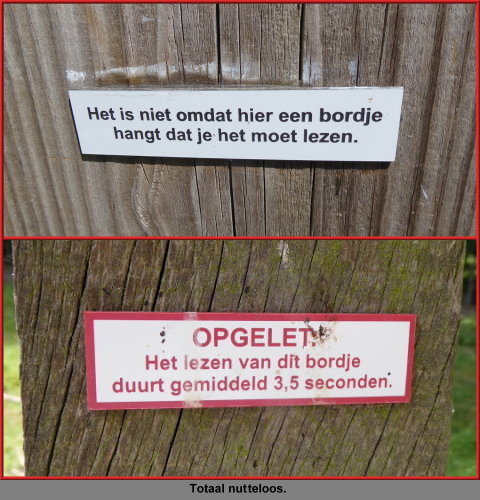 Het is niet omdat hier een bordje
hangt dat je het moet lezen.
OPGELET:
Het lezen van dit bordje
duurt gemiddeld 3,5 seconden.
Totaal nutteloos.